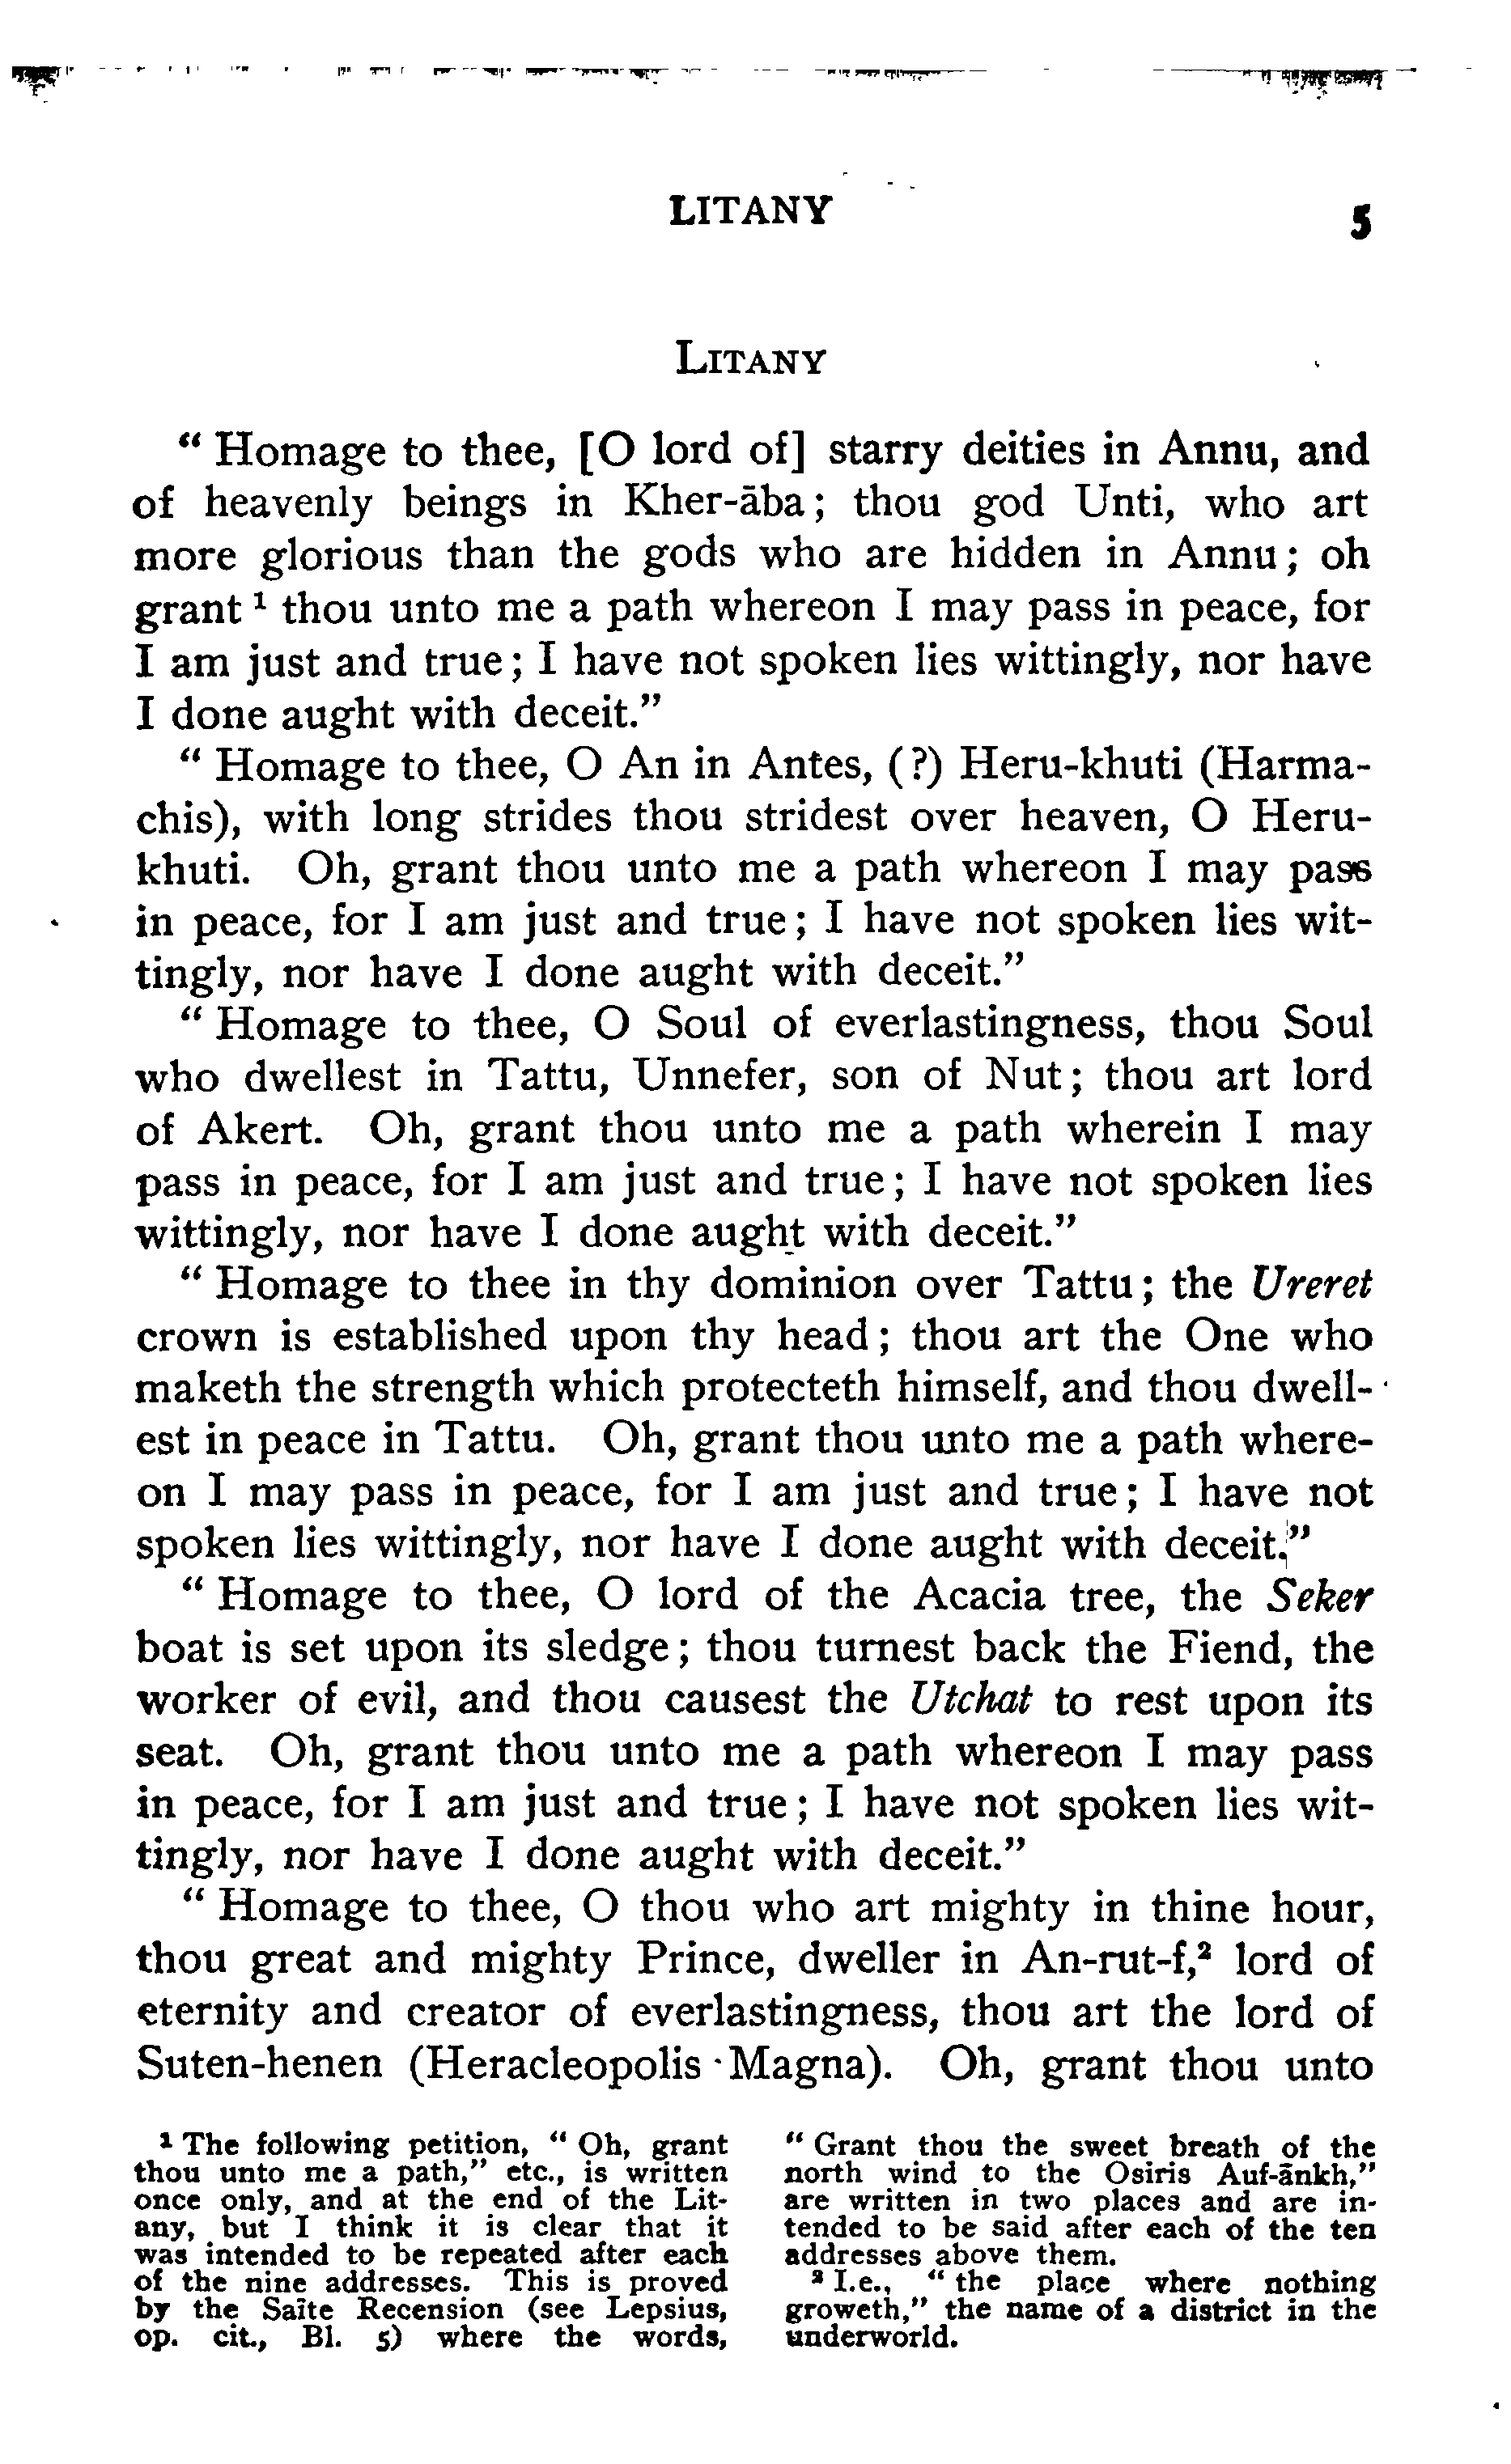 LITANY 5
LITANY
“ Homage to thee, [O lord of] starry deities in Annu, and
of heavenly beings in Kher-āba; thou god Unti, who art
more glorious than the gods who are hidden in Annu; oh
grant ¹ thou unto me a path whereon I may pass in peace, for
I am just and true; I have not spoken lies wittingly, nor have
I done aught with deceit.”
“ Homage to thee, O An in Antes, (?) Heru-khuti (Harma-
chis), with long strides thou stridest over heaven, O Heru-
khuti. Oh, grant thou unto me a path whereon I may pass
in peace, for I am just and true; I have not spoken lies wit-
tingly, nor have I done aught with deceit.”
“ Homage to thee, O Soul of everlastingness, thou Soul
who dwellest in Tattu, Unnefer, son of Nut; thou art lord
of Akert. Oh, grant thou unto me a path wherein I may
pass in peace, for I am just and true; I have not spoken lies
wittingly, nor have I done aught with deceit.”
“ Homage to thee in thy dominion over Tattu; the Ureret
crown is established upon thy head; thou art the One who
maketh the strength which protecteth himself, and thou dwell-
est in peace in Tattu. Oh, grant thou unto me a path where-
on I may pass in peace, for I am just and true; I have not
spoken lies wittingly, nor have I done aught with deceit.”
“ Homage to thee, O lord of the Acacia tree, the Seker
boat is set upon its sledge; thou turnest back the Fiend, the
worker of evil, and thou causest the Utchat to rest upon its
seat. Oh, grant thou unto me a path whereon I may pass
in peace, for I am just and true; I have not spoken lies wit-
tingly, nor have I done aught with deceit.”
“ Homage to thee, O thou who art mighty in thine hour,
thou great and mighty Prince, dweller in An-rut-f,² lord of
eternity and creator of everlastingness, thou art the lord of
Suten-henen (Heracleopolis Magna). Oh, grant thou unto
¹ The following petition, “ Oh, grant
thou unto me a path,” etc., is written
once only, and at the end of the Lit-
any, but I think it is clear that it
was intended to be repeated after each
of the nine addresses. This is proved
by the Saïte Recension (see Lepsius,
op. cit., Bl. 5) where the words,
“ Grant thou the sweet breath of the
north wind to the Osiris Auf-ānkh,”
are written in two places and are in-
tended to be said after each of the ten
addresses above them.
² I.e., “ the place where nothing
groweth,” the name of a district in the
underworld.